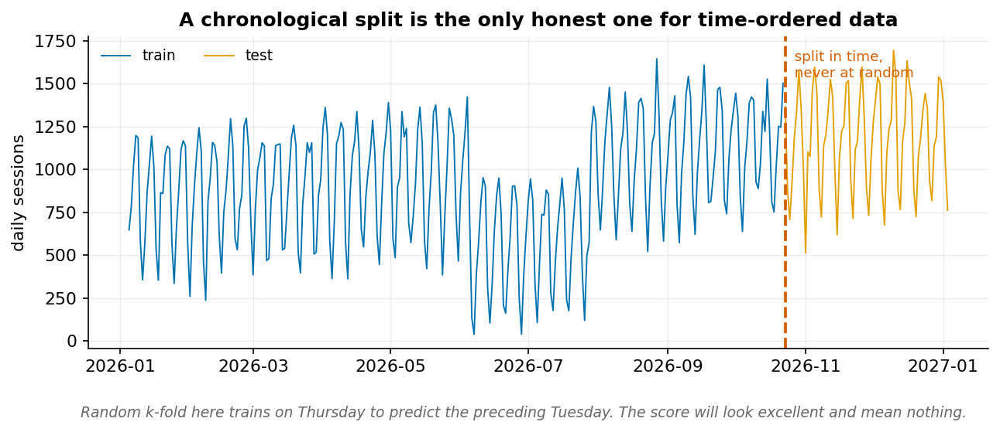 A chronological split is the only honest one for time-ordered data
train
test
split in time,
never at random
daily sessions
1750
1500
1250
1000
750
500
250
0
2026-01
2026-03
2026-05
2026-07
2026-09
2026-11
2027-01
Random k-fold here trains on Thursday to predict the preceding Tuesday. The score will look excellent and mean nothing.